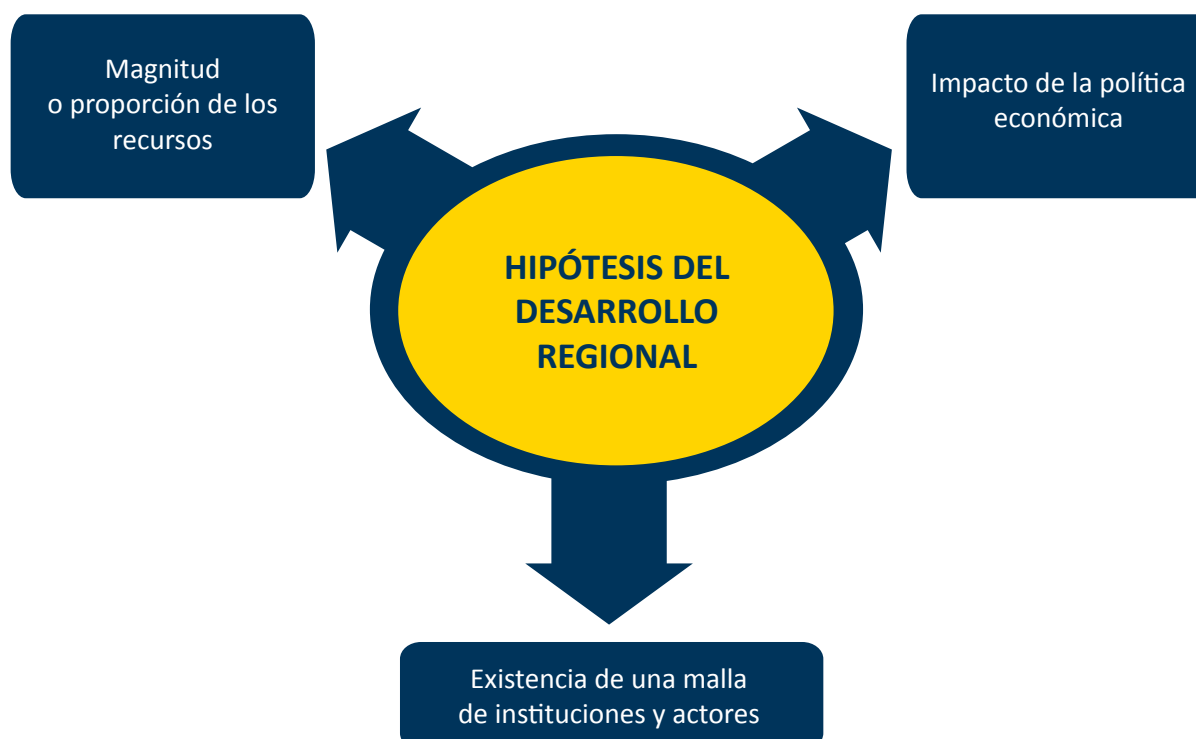 Magnitud
o proporción de los
recursos
Impacto de la política
económica
HIPÓTESIS DEL
DESARROLLO
REGIONAL
Existencia de una malla
de instituciones y actores